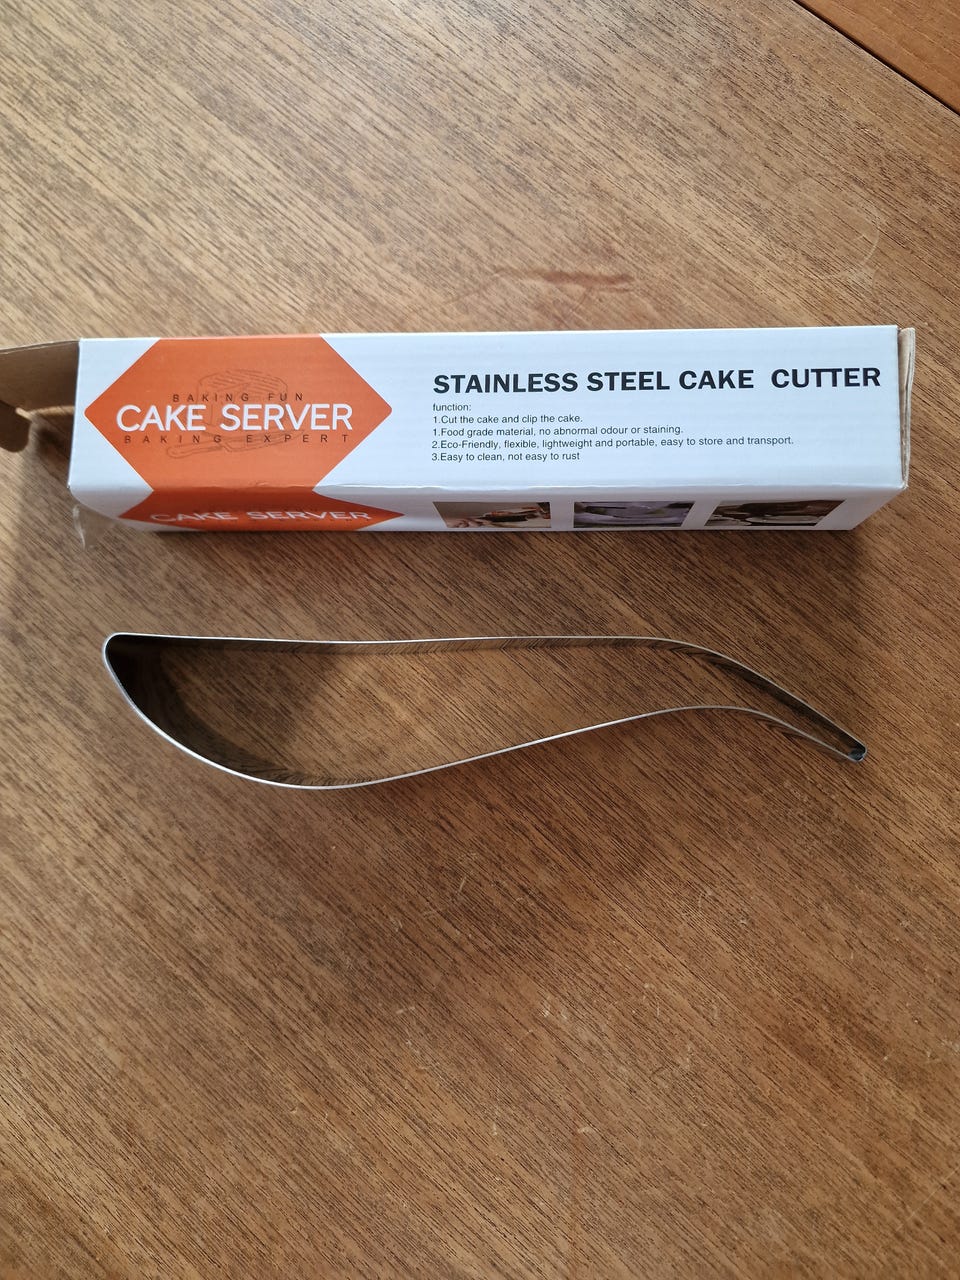 BAKING FUN
CAKE SERVER
BAKING EXPERT
STAINLESS STEEL CAKE CUTTER
function:
1.Cut the cake and clip the cake.
1.Food grade material, no abnormal odour or staining.
2.Eco-Friendly, flexible, lightweight and portable, easy to store and transport.
3.Easy to clean, not easy to rust
CAKE SERVER